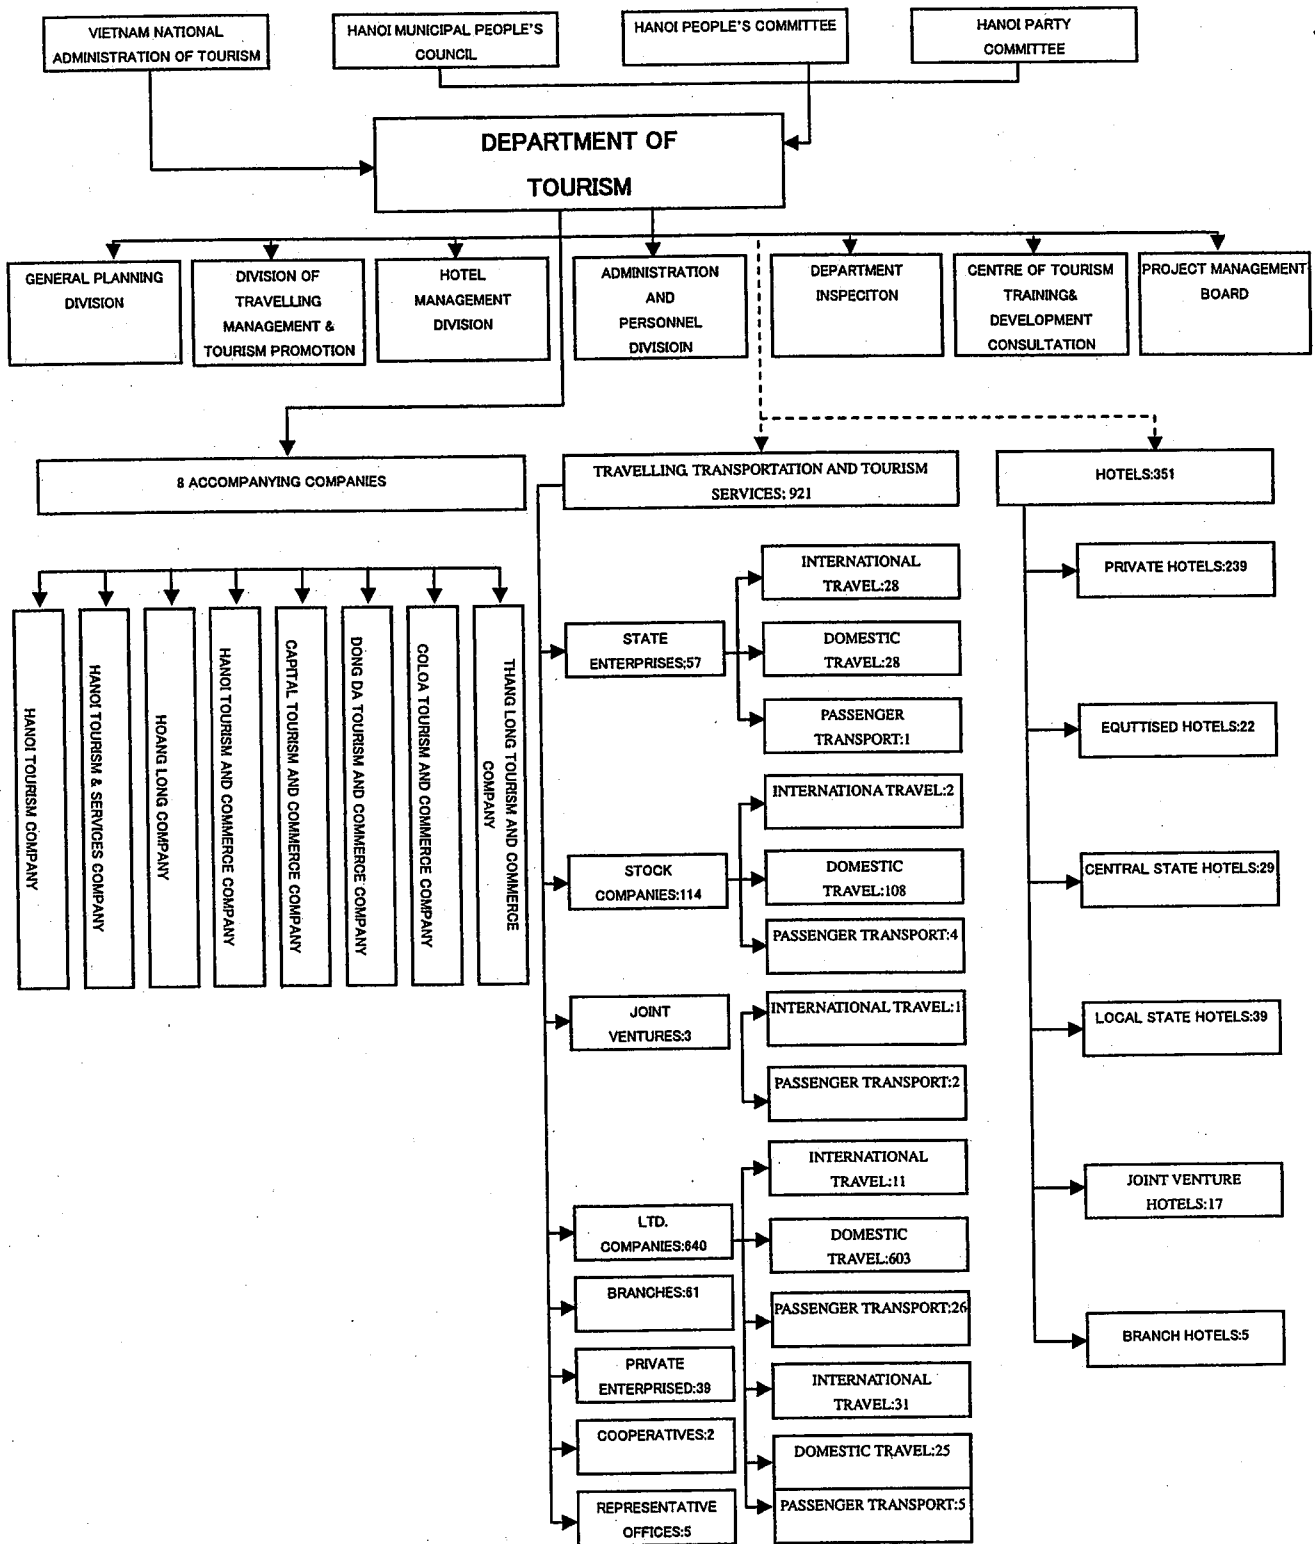 VIETNAM NATIONAL
ADMINISTRATION OF TOURISM
HANOI MUNICIPAL PEOPLE'S
COUNCIL
HANOI PEOPLE'S COMMITTEE
HANOI PARTY
COMMITTEE
DEPARTMENT OF
TOURISM
GENERAL PLANNING
DIVISION
DIVISION OF
TRAVELLING
MANAGEMENT &
TOURISM PROMOTION
HOTEL
MANAGEMENT
DIVISION
ADMINISTRATION
AND
PERSONNEL
DIVISIOIN
DEPARTMENT
INSPECITON
CENTRE OF TOURISM
TRAINING&
DEVELOPMENT
CONSULTATION
PROJECT MANAGEMENT
BOARD
8 ACCOMPANYING COMPANIES
TRAVELLING, TRANSPORTATION AND TOURISM
SERVICES; 921
HOTELS:351
HANOI TOURISM COMPANY
HANOI TOURISM & SERVICES COMPANY
HOANG LONG COMPANY
HANOI TOURISM AND COMMERCE COMPANY
CAPITAL TOURISM AND COMMERCE COMPANY
DONG DA TOURISM AND COMMERCE COMPANY
COLOA TOURISM AND COMMERCE COMPANY
THANG LONG TOURISM AND COMMERCE
COMPANY
STATE
ENTERPRISES;57
INTERNATIONAL
TRAVEL:28
DOMESTIC
TRAVEL:28
PASSENGER
TRANSPORT:1
STOCK
COMPANIES:114
INTERNATIONA TRAVEL:2
DOMESTIC
TRAVEL:108
PASSENGER TRANSPORT:4
JOINT
VENTURES:3
INTERNATIONAL TRAVEL:1
PASSENGER TRANSPORT:2
LTD.
COMPANIES:640
INTERNATIONAL
TRAVEL:11
DOMESTIC
TRAVEL:603
PASSENGER TRANSPORT:26
BRANCHES:61
PRIVATE
ENTERPRISED:39
COOPERATIVES:2
REPRESENTATIVE
OFFICES:5
INTERNATIONAL
TRAVEL:31
DOMESTIC TRAVEL:25
PASSENGER TRANSPORT:5
PRIVATE HOTELS:239
EQUTTISED HOTELS:22
CENTRAL STATE HOTELS:29
LOCAL STATE HOTELS:39
JOINT VENTURE
HOTELS:17
BRANCH HOTELS:5